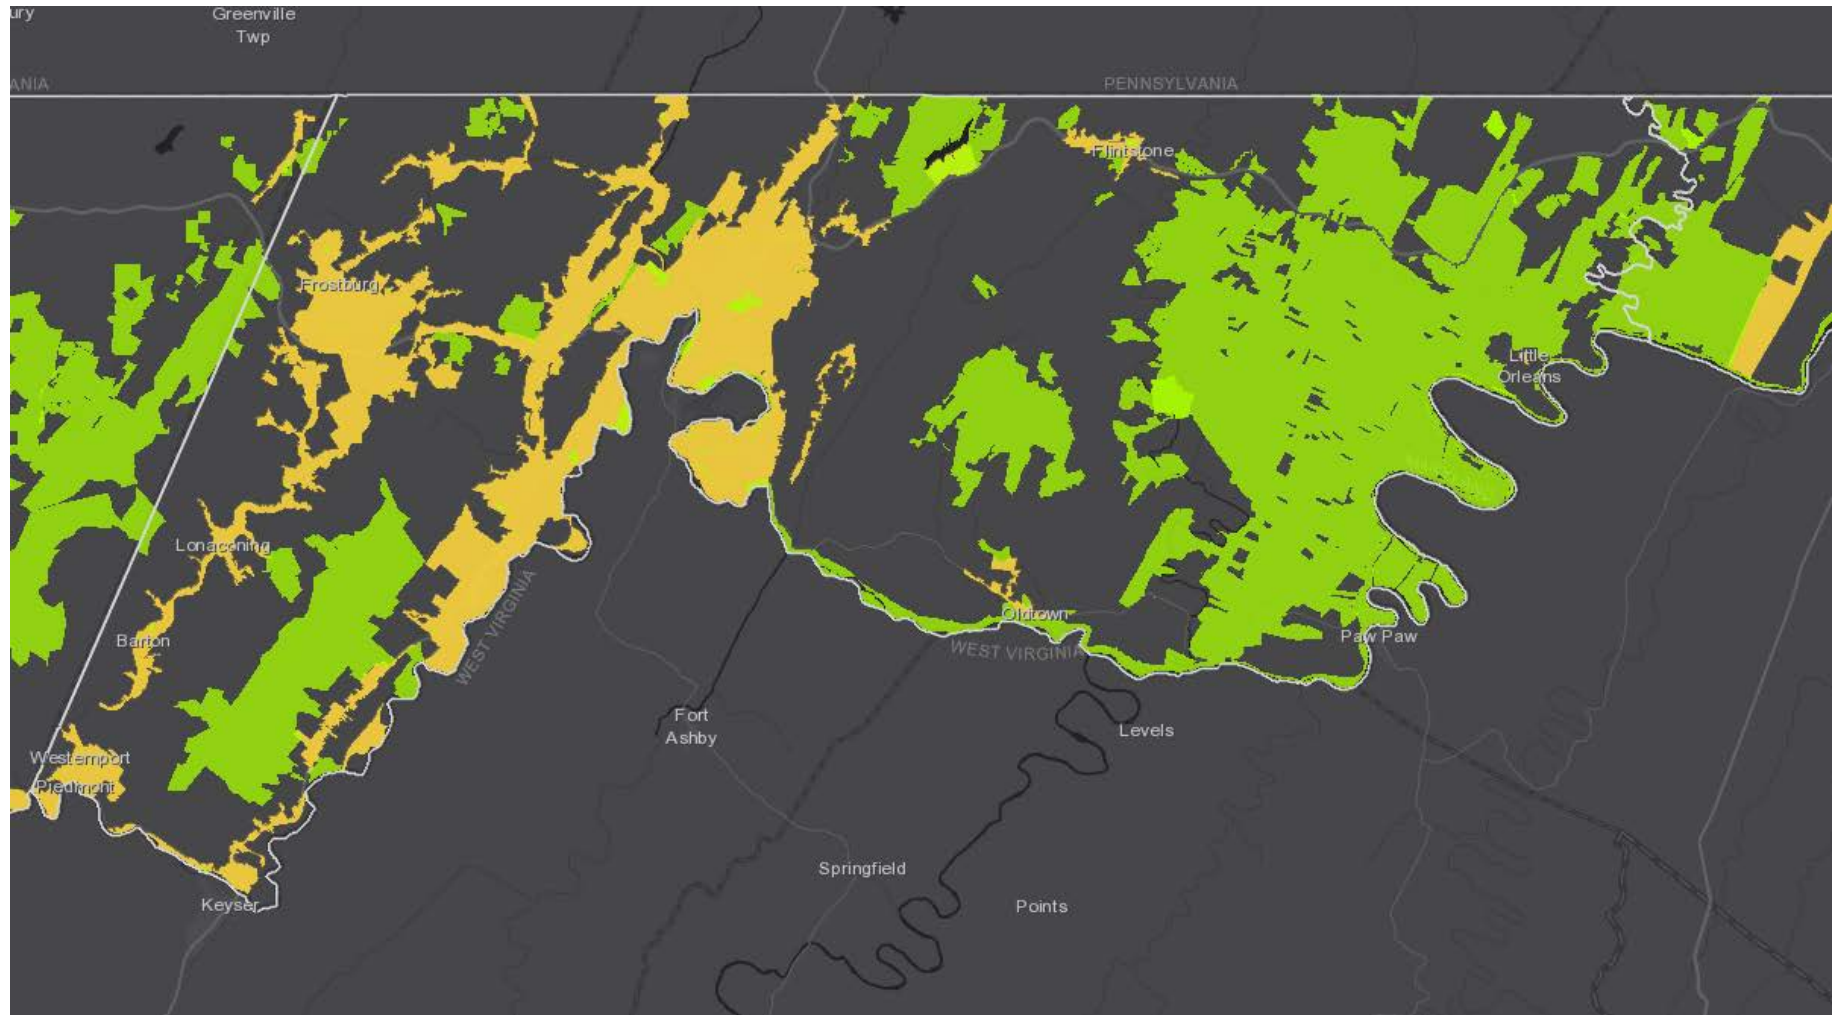 ury
Greenville
Twp
ANIA
PENNSYLVANIA
Flintstone
Frostburg
Little
Orleans
Lonaconing
WEST VIRGINIA
Oldtown
Barton
Paw Paw
WEST VIRGINIA
Fort
Ashby
Levels
Westernport
Piedmont
Springfield
Keyser
Points